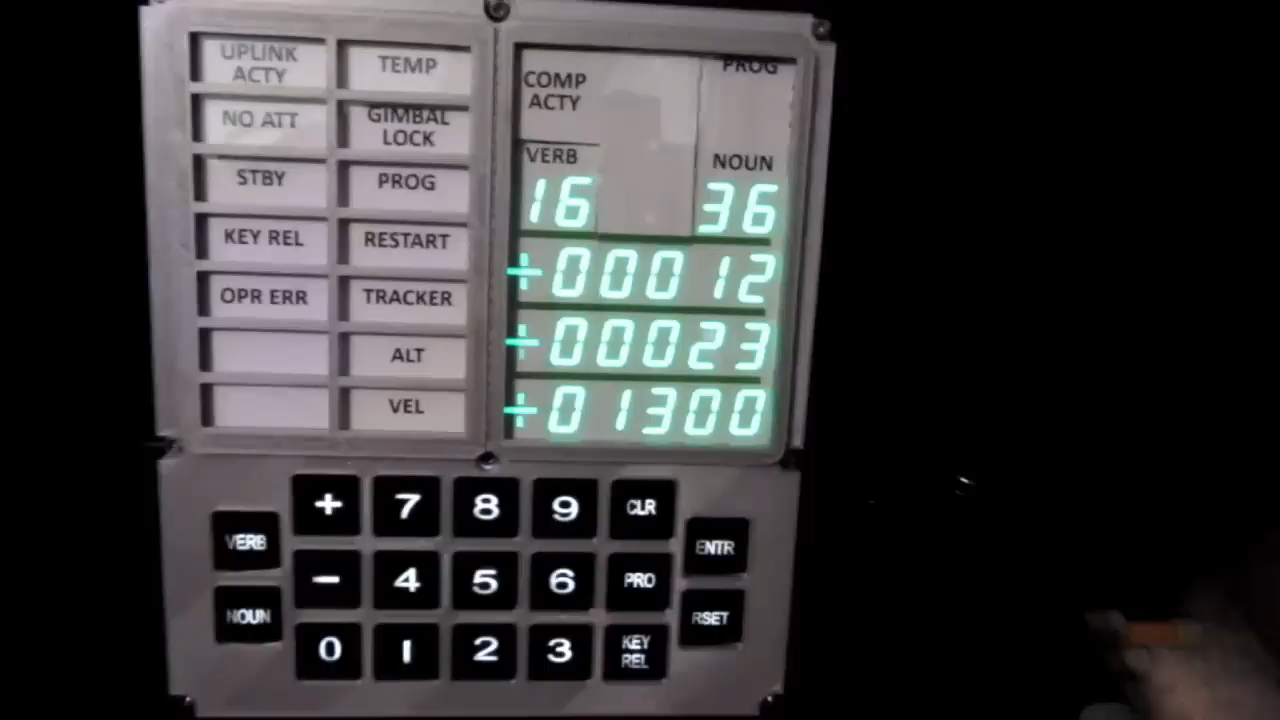 UPLINK ACTY
TEMP
NO ATT
GIMBAL LOCK
STBY
PROG
KEY REL
RESTART
OPR ERR
TRACKER
ALT
VEL
COMP ACTY
PROG
VERB
NOUN
16
36
+00012
+00023
+01300
+ 7 8 9 CLR
VERB
ENTR
- 4 5 6 PRO
NOUN
RSET
0 1 2 3 KEY REL